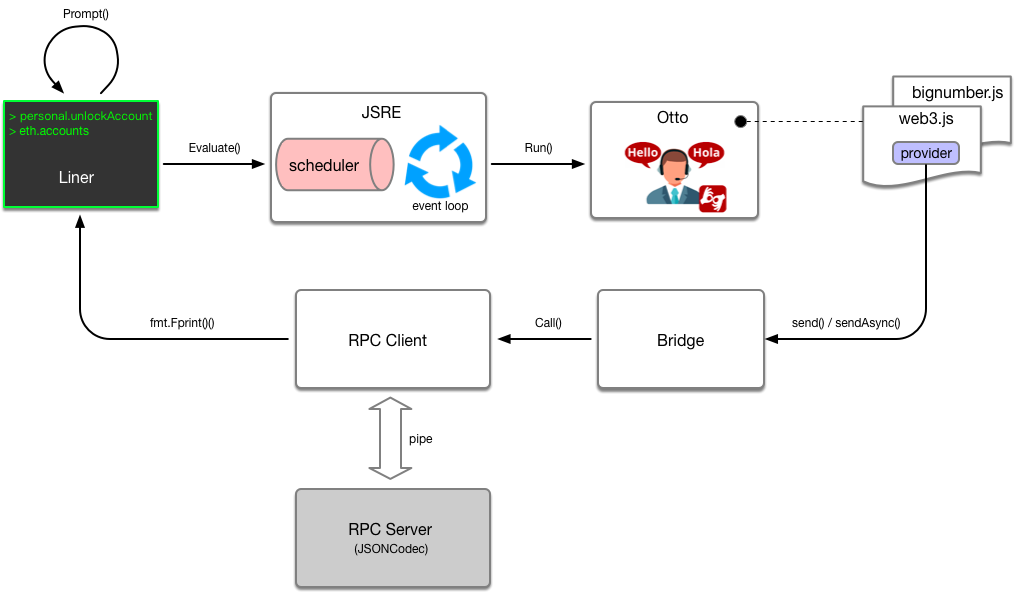 Prompt()
> personal.unlockAccount
> eth.accounts
Liner
Evaluate()
JSRE
scheduler
event loop
Run()
Otto
Hello
Hola
bignumber.js
web3.js
provider
fmt.Fprint()()
RPC Client
Call()
Bridge
send() / sendAsync()
pipe
RPC Server
(JSONCodec)